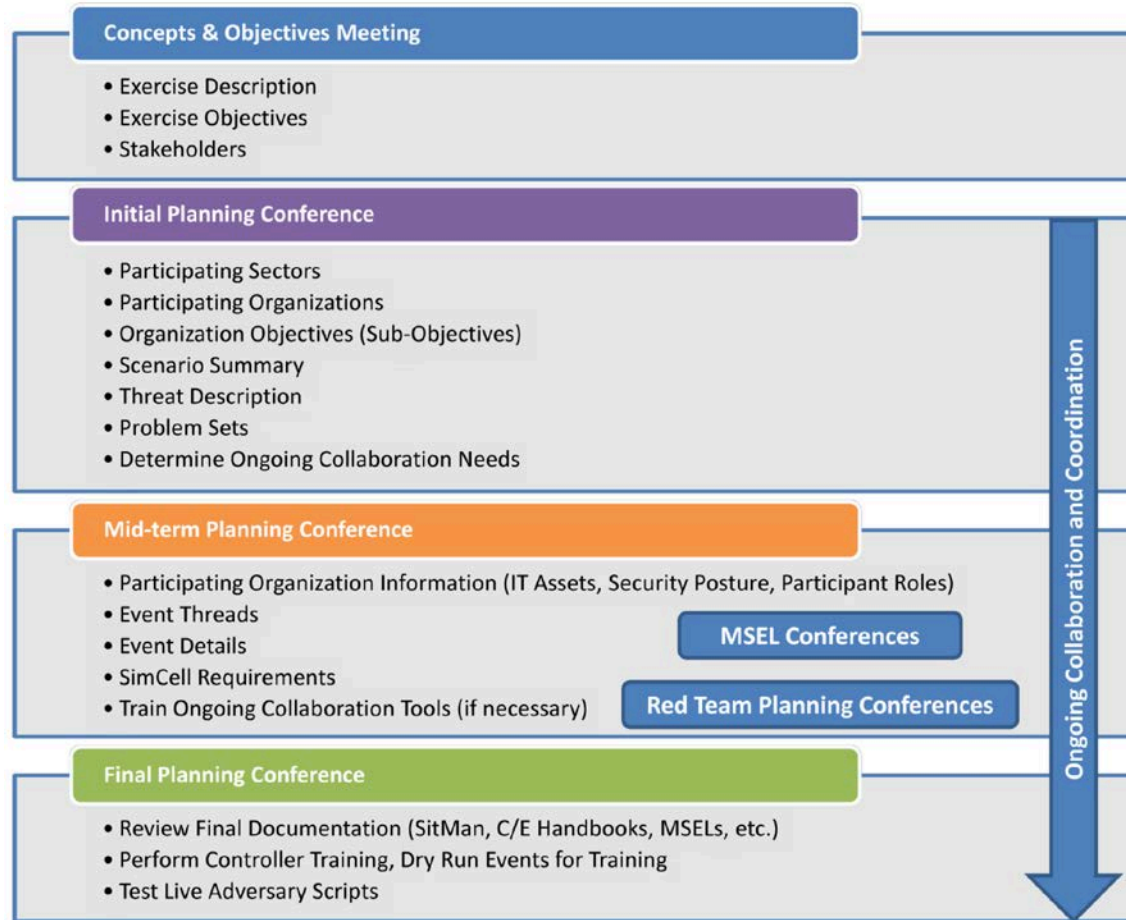 Concepts & Objectives Meeting
• Exercise Description
• Exercise Objectives
• Stakeholders
Initial Planning Conference
• Participating Sectors
• Participating Organizations
• Organization Objectives (Sub-Objectives)
• Scenario Summary
• Threat Description
• Problem Sets
• Determine Ongoing Collaboration Needs
Ongoing Collaboration and Coordination
Mid-term Planning Conference
• Participating Organization Information (IT Assets, Security Posture, Participant Roles)
• Event Threads
• Event Details
• SimCell Requirements
• Train Ongoing Collaboration Tools (if necessary)
MSEL Conferences
Red Team Planning Conferences
Final Planning Conference
• Review Final Documentation (SitMan, C/E Handbooks, MSELs, etc.)
• Perform Controller Training, Dry Run Events for Training
• Test Live Adversary Scripts